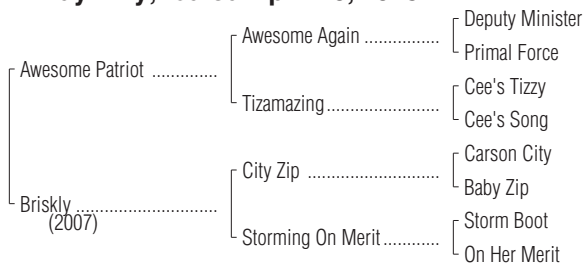 Deputy Minister
Awesome Again
Primal Force
Awesome Patriot
Cee's Tizzy
Tizamazing
Cee's Song
Carson City
City Zip
Baby Zip
Briskly
(2007)
Storm Boot
Storming On Merit
On Her Merit